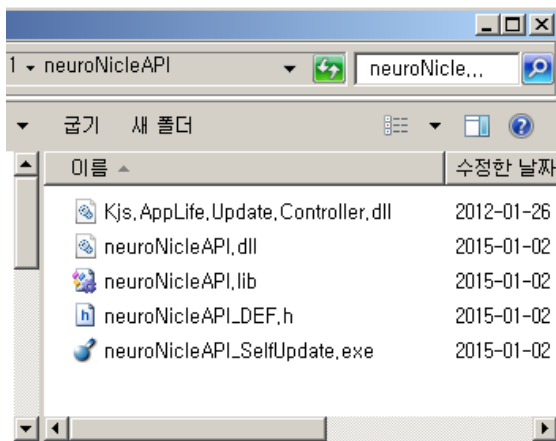 1 neuroNicleAPI neuroNicle...
굽기 새 폴더
이름 수정한 날짜
Kjs.AppLife.Update.Controller.dll 2012-01-26
neuroNicleAPI.dll 2015-01-02
neuroNicleAPI.lib 2015-01-02
neuroNicleAPI_DEF.h 2015-01-02
neuroNicleAPI_SelfUpdate.exe 2015-01-02